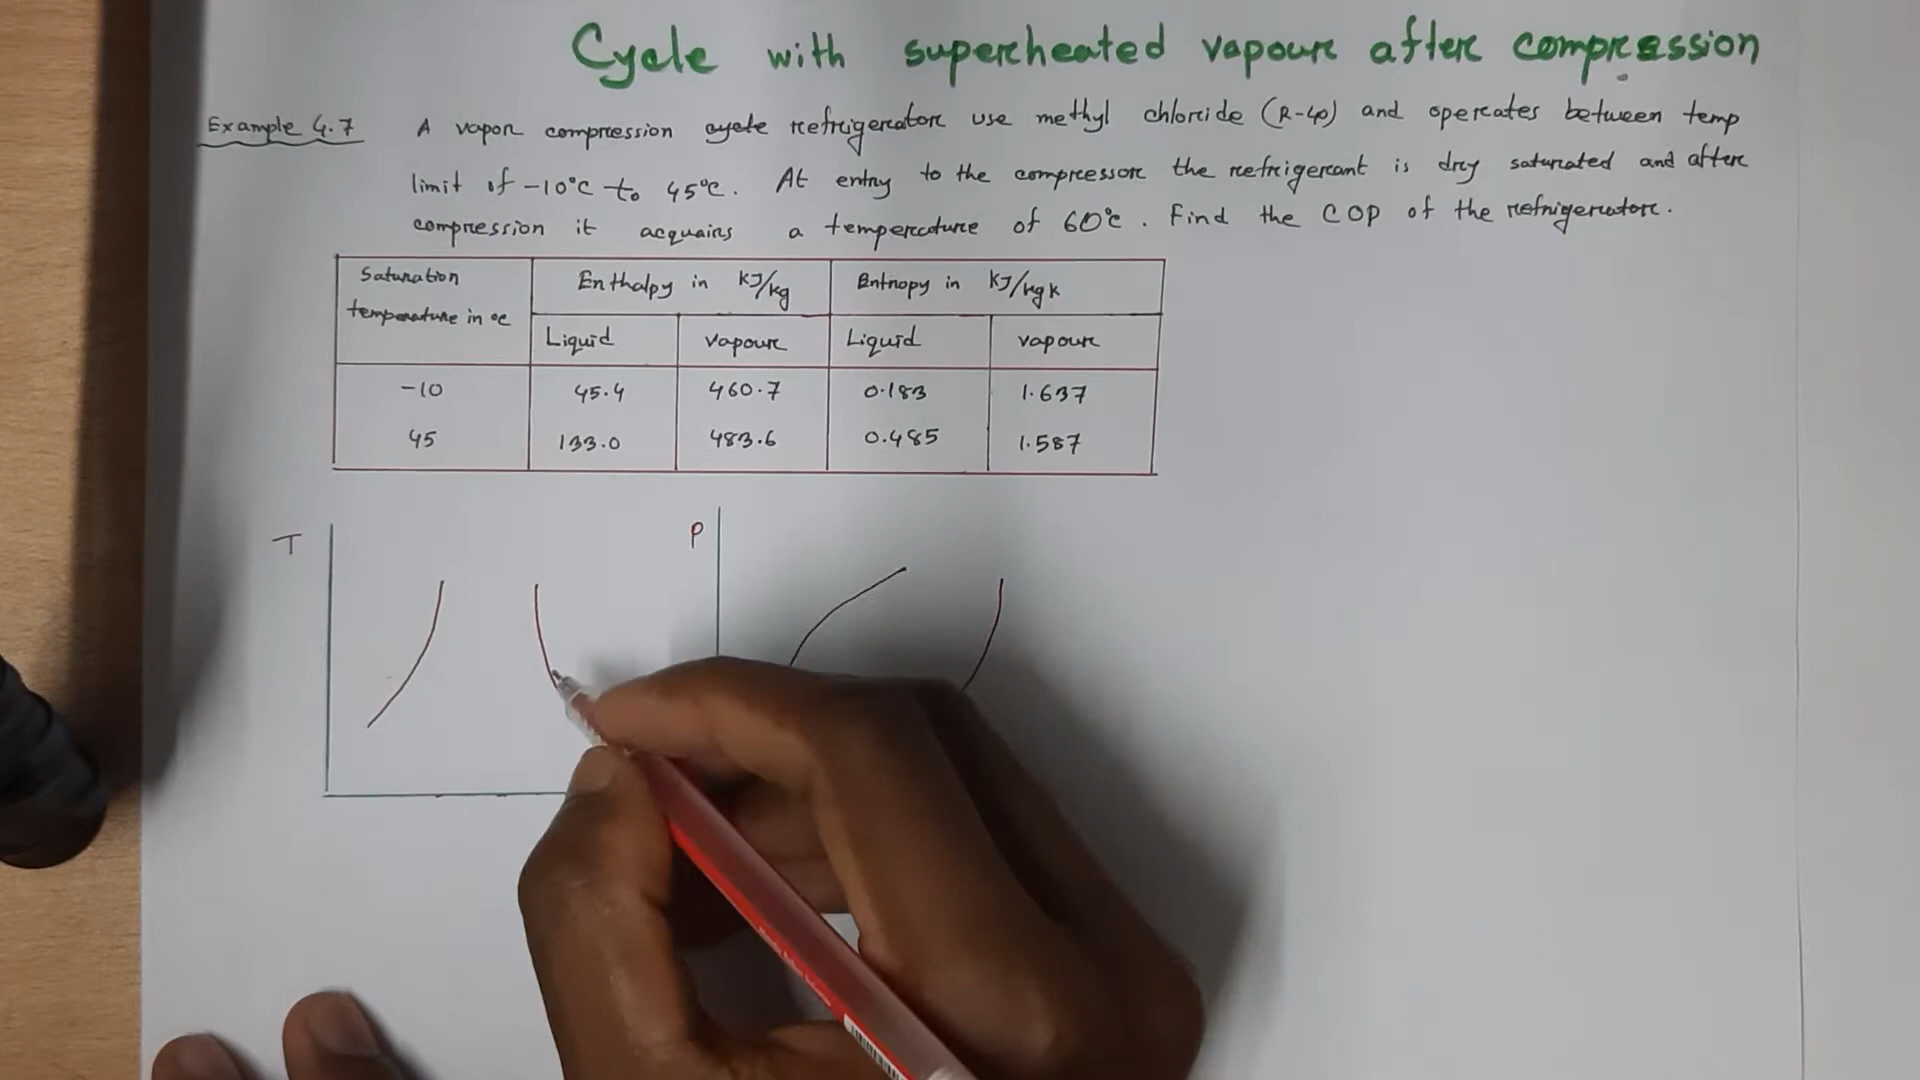 Cycle with supercheated vapour after compression
Example 4.7 A vapor compression cycle refrigerator use methyl chloride (R-40) and operates between temp
limit of -10°C to 45°C. At entry to the compressor the refrigerant is dry saturated and after
compression it acquairs a temperature of 60°C. Find the COP of the refrigerator.
Saturation temperature in °C Enthalpy in KJ/kg Entropy in KJ/kgk
Liquid vapour Liquid vapour
-10 45.4 460.7 0.183 1.637
45 133.0 483.6 0.485 1.587
T P